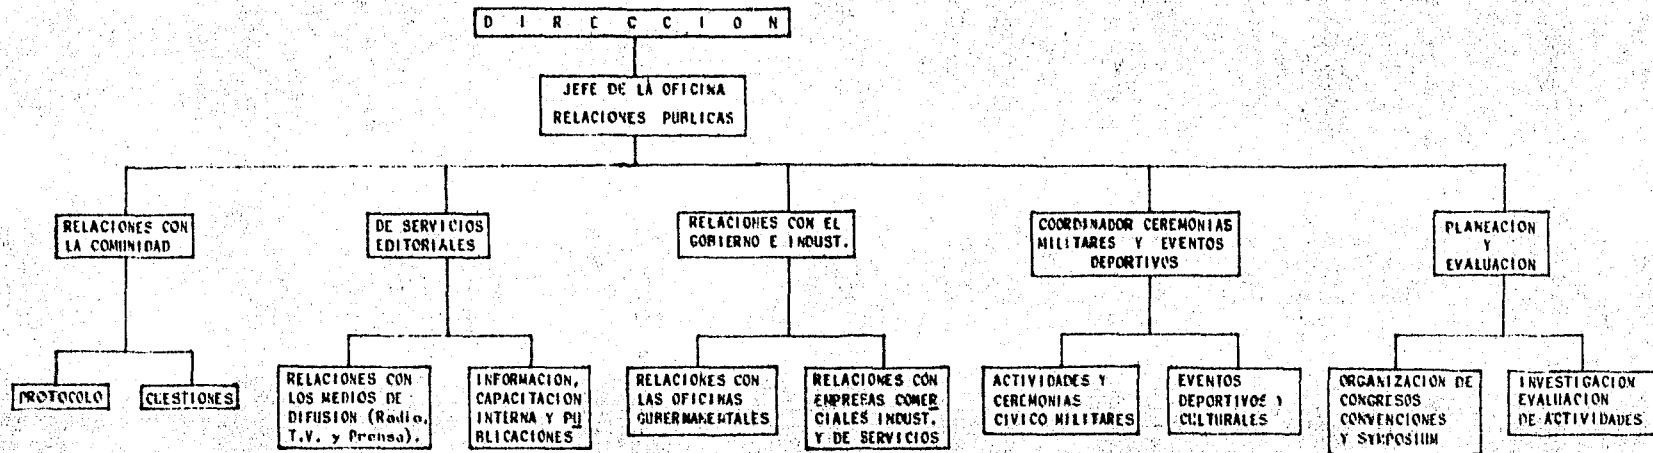 D I R E C C I O N
JEFE DE LA OFICINA
RELACIONES PUBLICAS
RELACIONES CON
LA COMUNIDAD
DE SERVICIOS
EDITORIALES
RELACIONES CON EL
GOBIERNO E INDUST.
COORDINADOR CEREMONIAS
MILITARES Y EVENTOS
DEPORTIVOS
PLANEACION
Y
EVALUACION
PROTOCOLO
CUESTIONES
RELACIONES CON
LOS MEDIOS DE
DIFUSION (Radio,
T.V. y Prensa).
INFORMACION,
CAPACITACION
INTERNA Y PU
BLICACIONES
RELACIONES CON
LAS OFICINAS
GUBERNAMENTALES
RELACIONES CON
EMPRESAS COMER
CIALES INDUST.
Y DE SERVICIOS
ACTIVIDADES Y
CEREMONIAS
CIVICO MILITARES
EVENTOS
DEPORTIVOS Y
CULTURALES
ORGANIZACION DE
CONGRESOS
CONVENCIONES
Y SYMPOSIUM
INVESTIGACION
EVALUACION
DE ACTIVIDADES